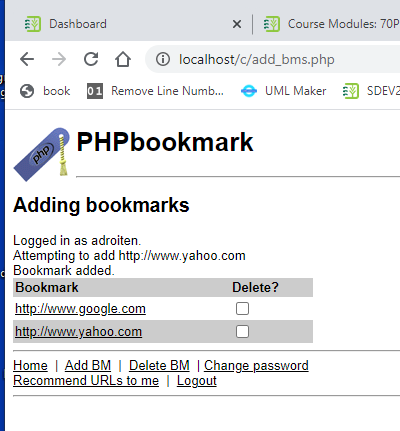 Dashboard
Course Modules: 70P
localhost/c/add_bms.php
book
Remove Line Numb...
UML Maker
SDEV2
php
PHPbookmark
Adding bookmarks
Logged in as adroiten.
Attempting to add http://www.yahoo.com
Bookmark added.
Bookmark Delete?
http://www.google.com
http://www.yahoo.com
Home | Add BM | Delete BM | Change password
Recommend URLs to me | Logout